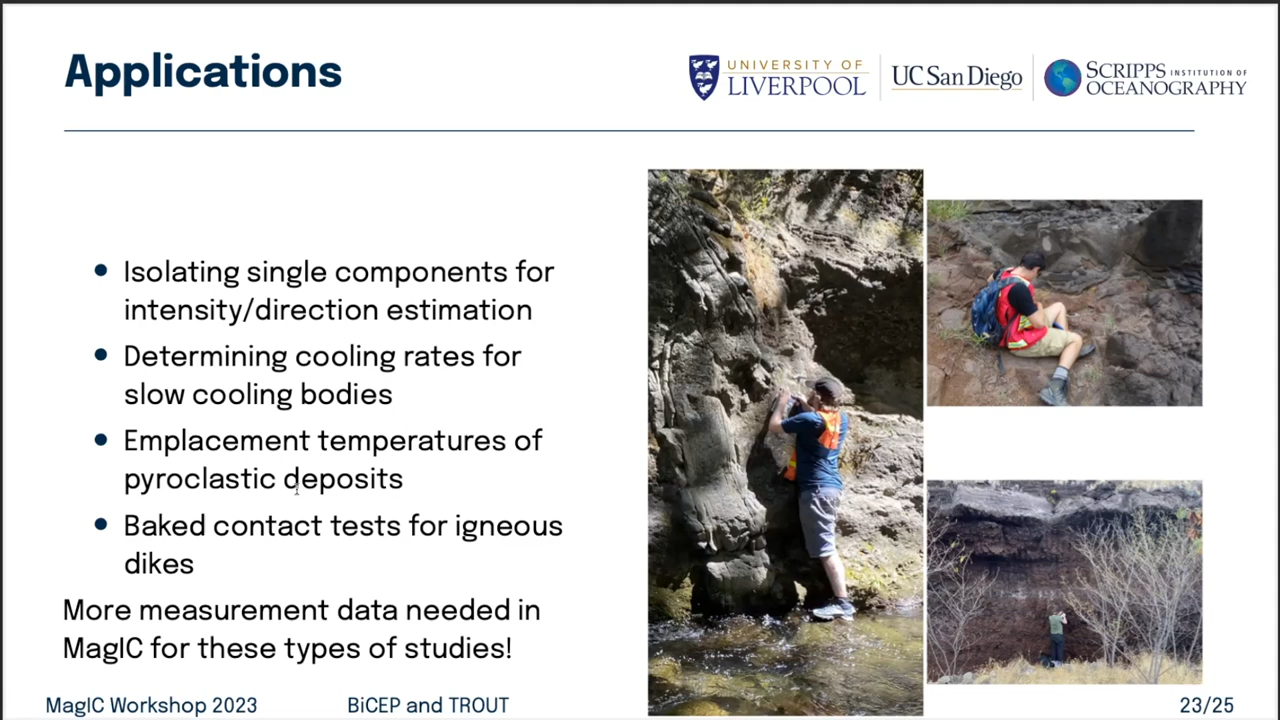 Applications
UNIVERSITY OF
LIVERPOOL
UC San Diego
SCRIPPS INSTITUTION OF
OCEANOGRAPHY
Isolating single components for
intensity/direction estimation
Determining cooling rates for
slow cooling bodies
Emplacement temperatures of
pyroclastic deposits
Baked contact tests for igneous
dikes
More measurement data needed in
MagIC for these types of studies!
MagIC Workshop 2023
BiCEP and TROUT
23/25